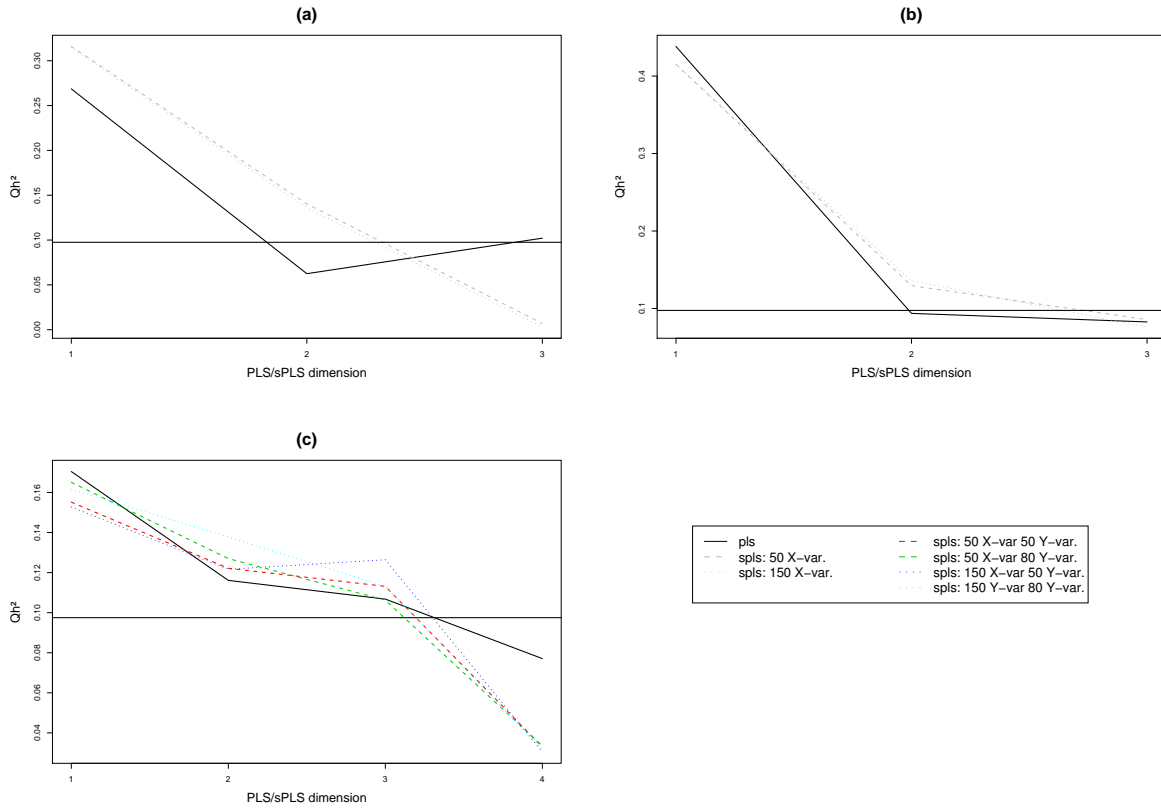 (a)
Qh²
0.30
0.25
0.20
0.15
0.10
0.05
0.00
1 2 3
PLS/sPLS dimension
(b)
Qh²
0.4
0.3
0.2
0.1
1 2 3
PLS/sPLS dimension
(c)
Qh²
0.16
0.14
0.12
0.10
0.08
0.06
0.04
1 2 3 4
PLS/sPLS dimension
pls
spls: 50 X−var.
spls: 150 X−var.
spls: 50 X−var 50 Y−var.
spls: 50 X−var 80 Y−var.
spls: 150 X−var 50 Y−var.
spls: 150 Y−var 80 Y−var.